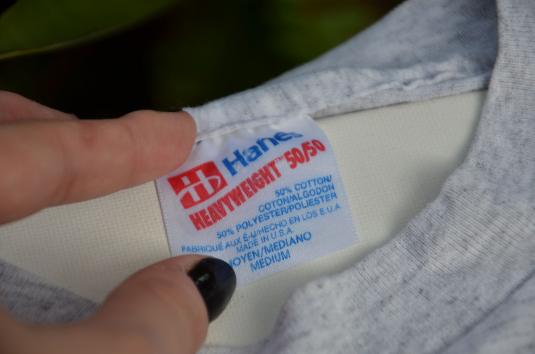 Hanes
HEAVYWEIGHT™ 50/50
50% COTTON/
COTON/ALGODON
50% POLYESTER/POLIESTER
FABRIQUÉ AUX É-U/HECHO EN LOS E.U.A
MADE IN U.S.A.
MOYEN/MEDIANO
MEDIUM